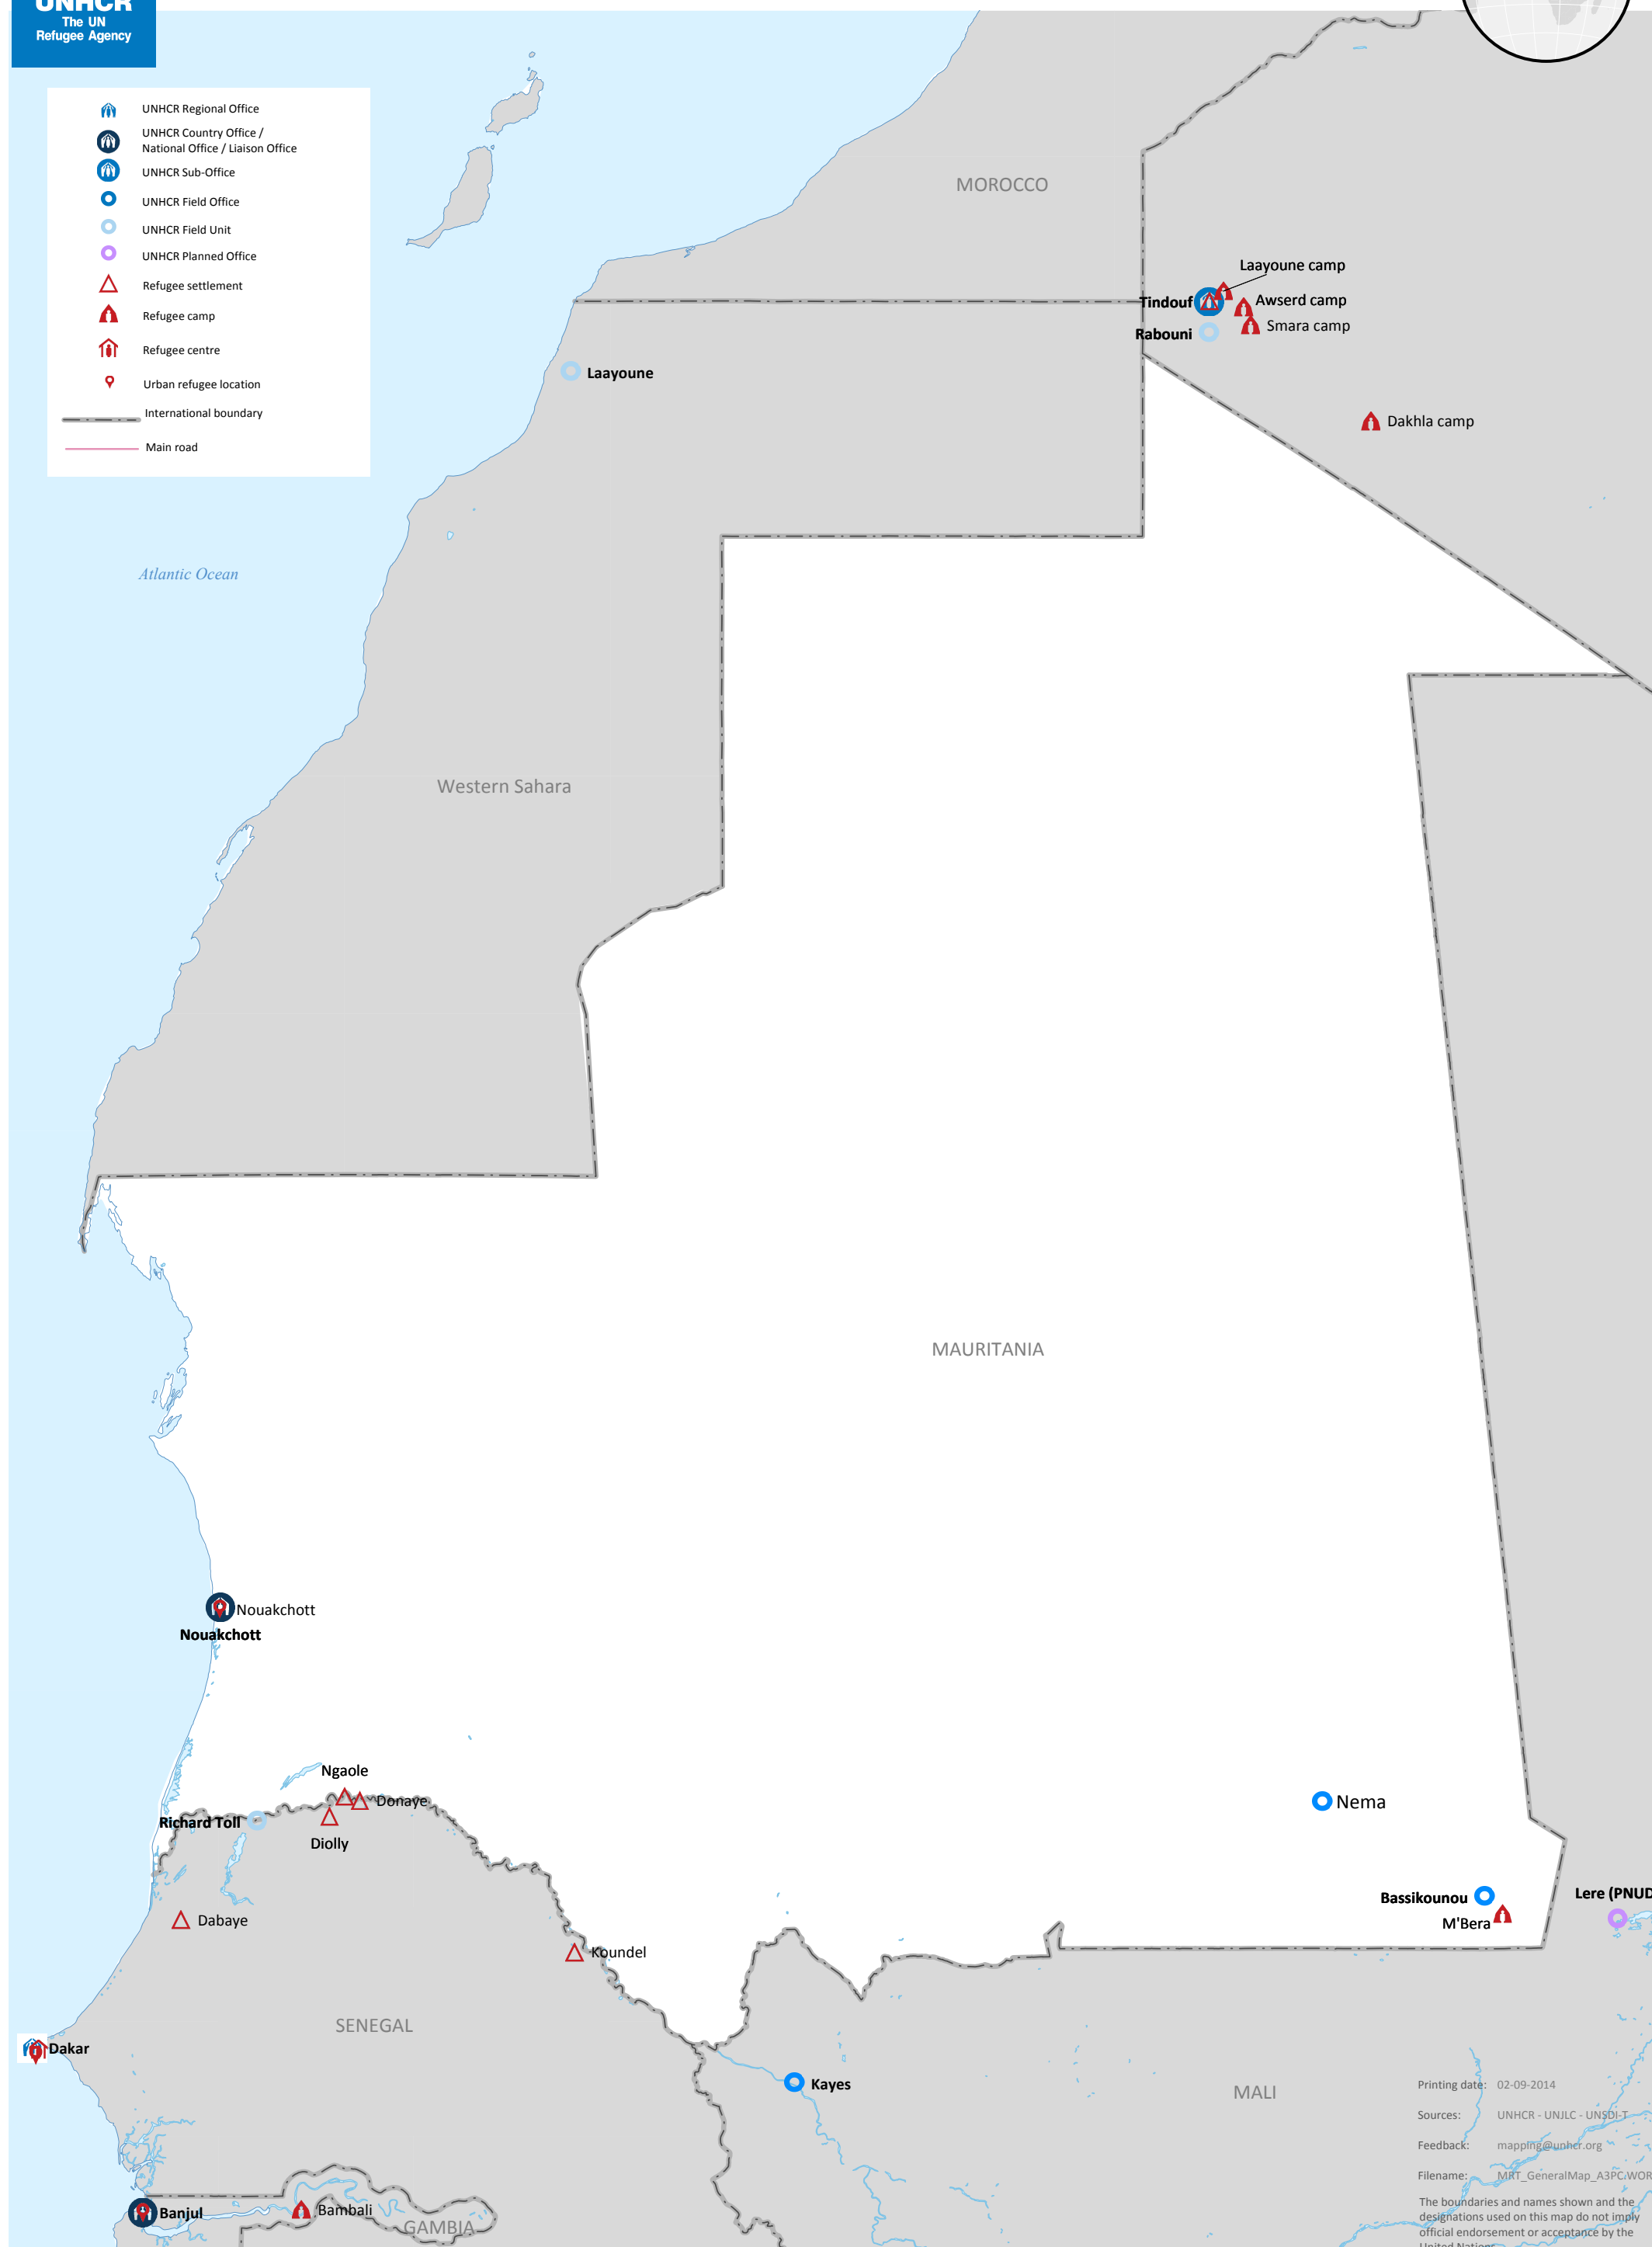 UNHCR
The UN
Refugee Agency
UNHCR Regional Office
UNHCR Country Office /
National Office / Liaison Office
UNHCR Sub-Office
UNHCR Field Office
UNHCR Field Unit
UNHCR Planned Office
Refugee settlement
Refugee camp
Refugee centre
Urban refugee location
International boundary
Main road
MOROCCO
Laayoune camp
Tindouf
Awserd camp
Smara camp
Rabouni
Laayoune
Dakhla camp
Atlantic Ocean
Western Sahara
MAURITANIA
Nouakchott
Nouakchott
Ngaole
Donaye
Richard Toll
Diolly
Nema
Bassikounou
Lere (PNUD
M'Bera
Dabaye
Koundel
SENEGAL
Dakar
Kayes
MALI
Banjul
Bambali
GAMBIA
Printing date: 02-09-2014
Sources: UNHCR - UNJLC - UNSDI-T
Feedback: mapping@unhcr.org
Filename: MRT_GeneralMap_A3PC.WOR
The boundaries and names shown and the
designations used on this map do not imply
official endorsement or acceptance by the
United Nations